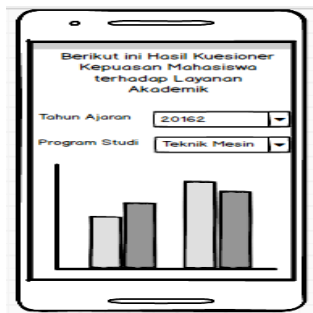 Berikut ini Hasil Kuesioner
Kepuasan Mahasiswa
terhadap Layanan
Akademik
Tahun Ajaran 20162
Program Studi Teknik Mesin